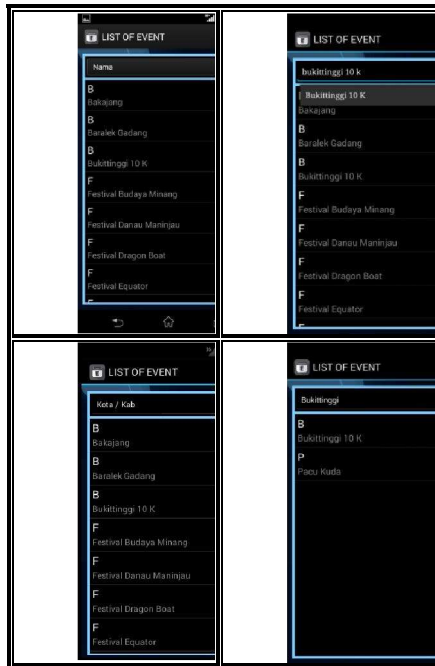 LIST OF EVENT
Nama
B
Bakajang
B
Baralek Gadang
B
Bukittinggi 10 K
F
Festival Budaya Minang
F
Festival Danau Maninjau
F
Festival Dragon Boat
F
Festival Equator
LIST OF EVENT
bukittinggi 10 k
Bukittinggi 10 K
Bakajang
B
Baralek Gadang
B
Bukittinggi 10 K
F
Festival Budaya Minang
F
Festival Danau Maninjau
F
Festival Dragon Boat
F
Festival Equator
LIST OF EVENT
Kota / Kab
B
Bakajang
B
Baralek Gadang
B
Bukittinggi 10 K
F
Festival Budaya Minang
F
Festival Danau Maninjau
F
Festival Dragon Boat
F
Festival Equator
LIST OF EVENT
Bukittinggi
B
Bukittinggi 10 K
P
Pacu Kuda